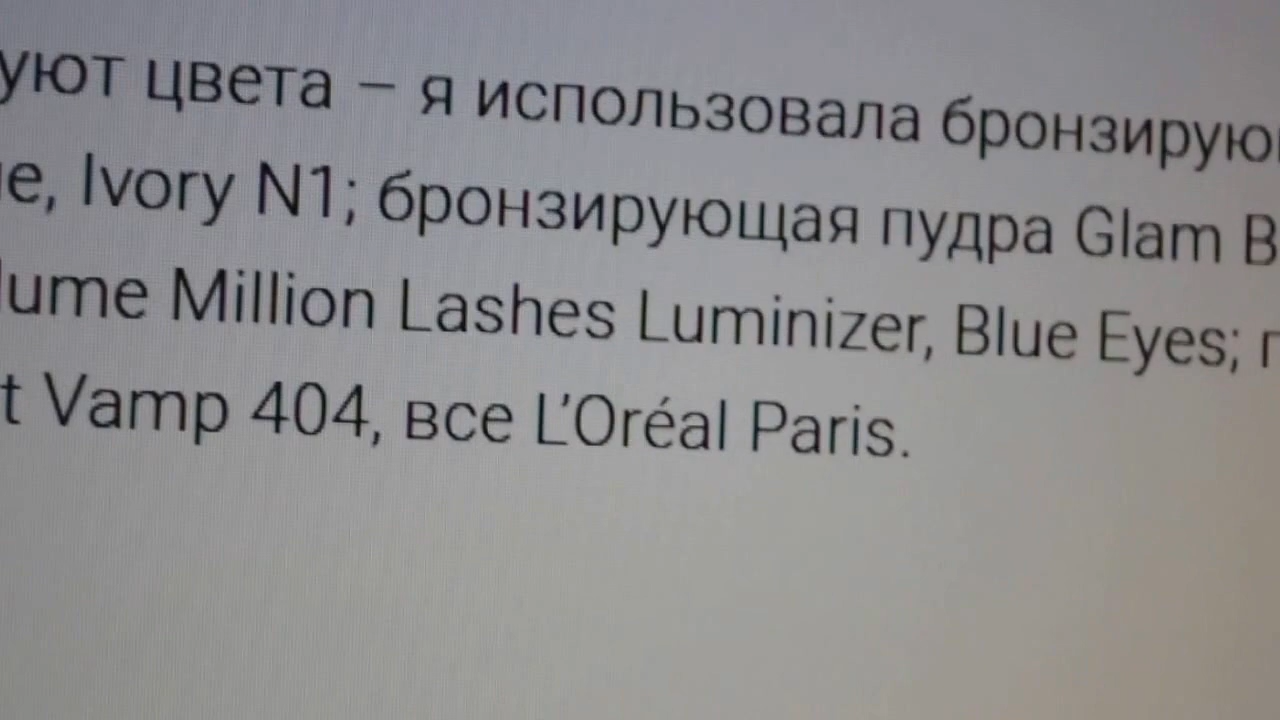 уют цвета – я использовала бронзирую
е, Ivory N1; бронзирующая пудра Glam B
lume Million Lashes Luminizer, Blue Eyes;
t Vamp 404, все L’Oréal Paris.